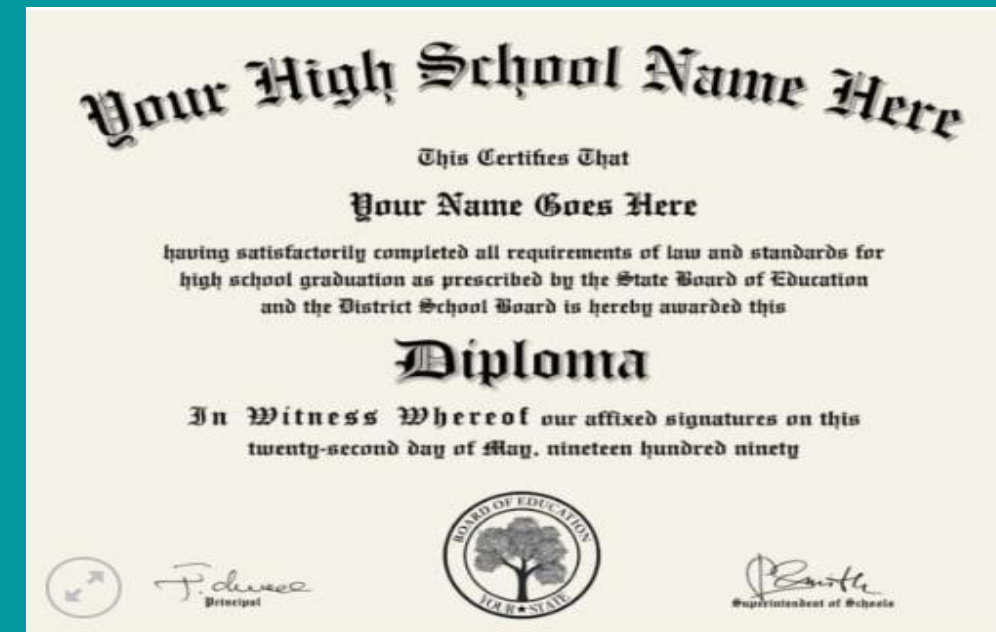 Your High School Name Here
This Certifies That
Your Name Goes Here
having satisfactorily completed all requirements of law and standards for
high school graduation as prescribed by the State Board of Education
and the District School Board is hereby awarded this
Diploma
In Witness Whereof our affixed signatures on this
twenty-second day of May, nineteen hundred ninety
BOARD OF EDUCATION
YOUR ★ STATE
Principal
Smith
Superintendent of Schools